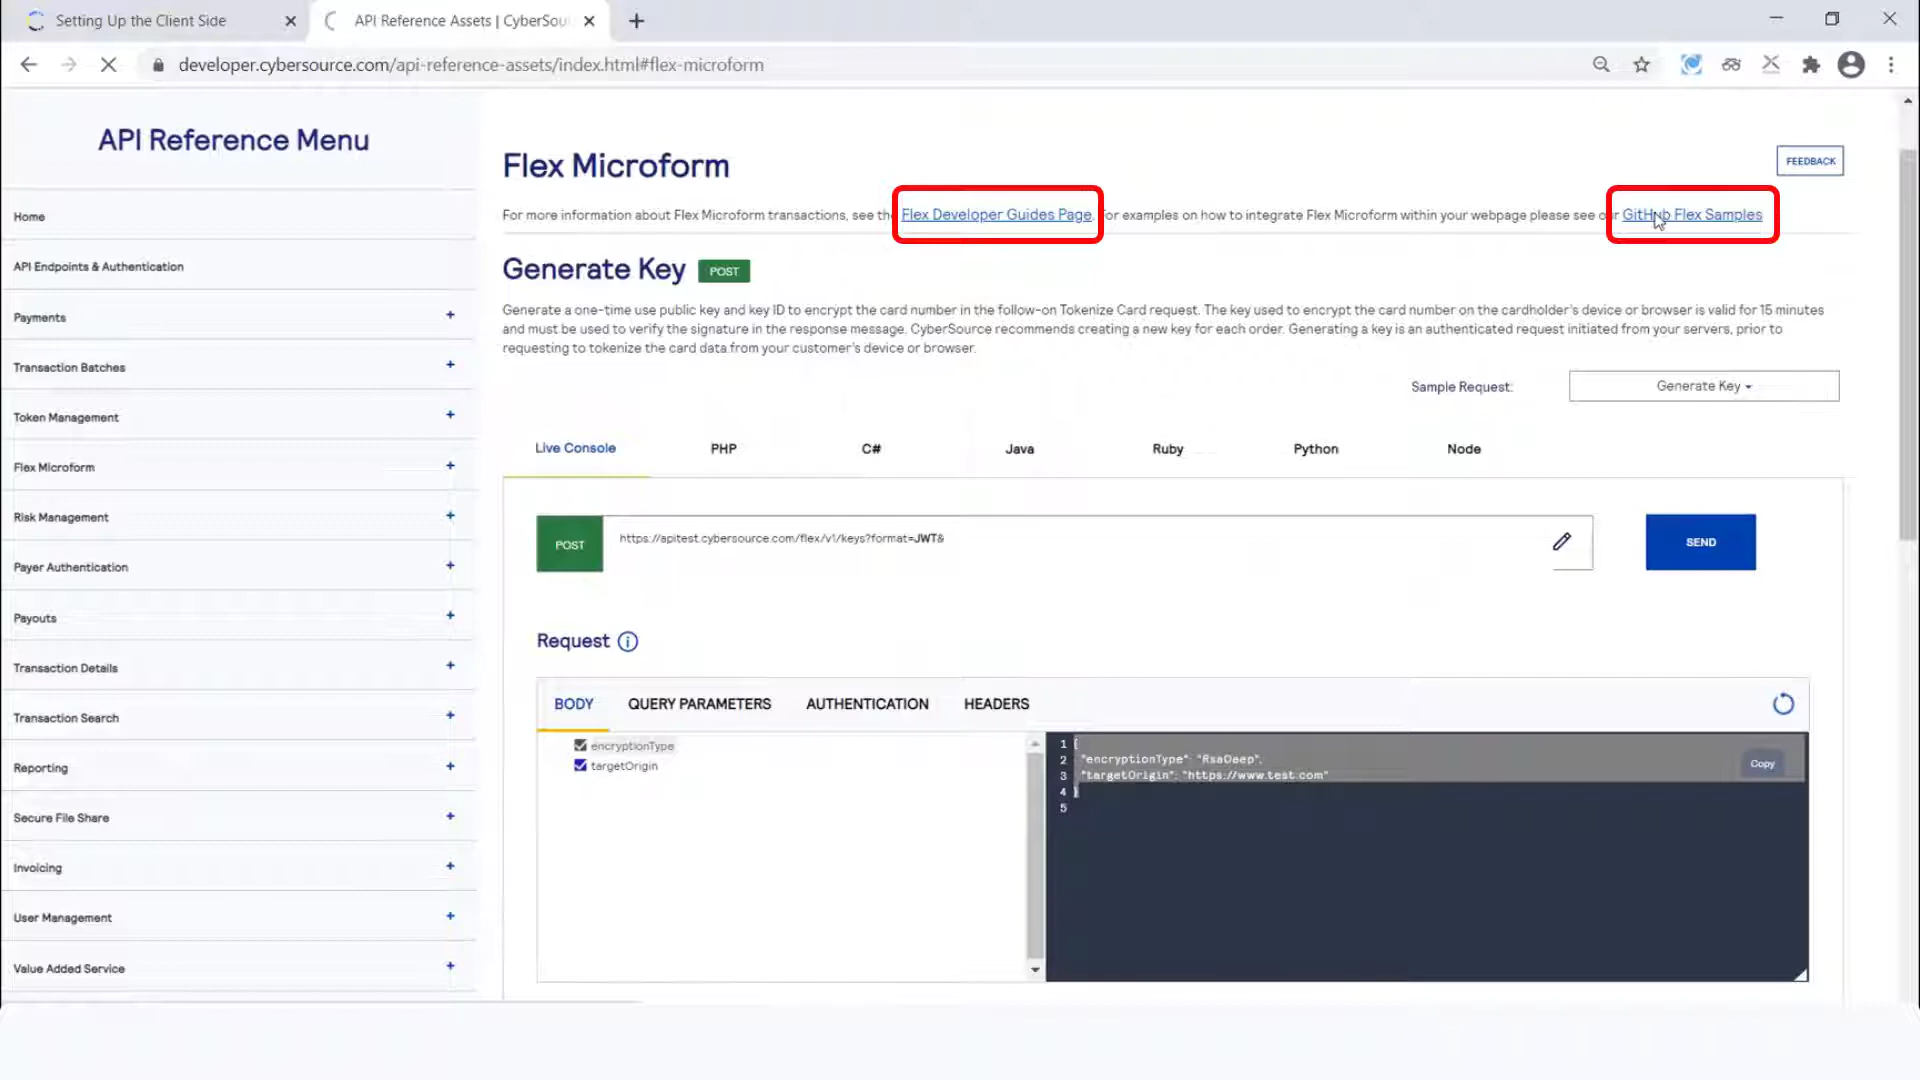 Setting Up the Client Side
API Reference Assets | CyberSou
developer.cybersource.com/api-reference-assets/index.html#flex-microform
API Reference Menu
Home
API Endpoints & Authentication
Payments +
Transaction Batches +
Token Management +
Flex Microform +
Risk Management +
Payer Authentication +
Payouts +
Transaction Details +
Transaction Search +
Reporting +
Secure File Share +
Invoicing +
User Management +
Value Added Service +
Flex Microform
FEEDBACK
For more information about Flex Microform transactions, see the Flex Developer Guides Page. For examples on how to integrate Flex Microform within your webpage please see our GitHub Flex Samples
Generate Key POST
Generate a one-time use public key and key ID to encrypt the card number in the follow-on Tokenize Card request. The key used to encrypt the card number on the cardholder's device or browser is valid for 15 minutes
and must be used to verify the signature in the response message. CyberSource recommends creating a new key for each order. Generating a key is an authenticated request initiated from your servers, prior to
requesting to tokenize the card data from your customer's device or browser.
Sample Request: Generate Key
Live Console PHP C# Java Ruby Python Node
POST https://apitest.cybersource.com/flex/v1/keys?format=JWT& SEND
Request i
BODY QUERY PARAMETERS AUTHENTICATION HEADERS
encryptionType
targetOrigin
1 {
2 "encryptionType": "RsaOaep",
3 "targetOrigin": "https://www.test.com"
4 }
5
Copy